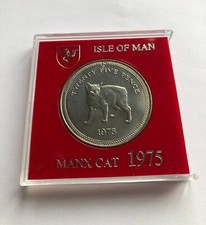 ISLE OF MAN
TWENTY FIVE PENCE
1975
MANX CAT 1975